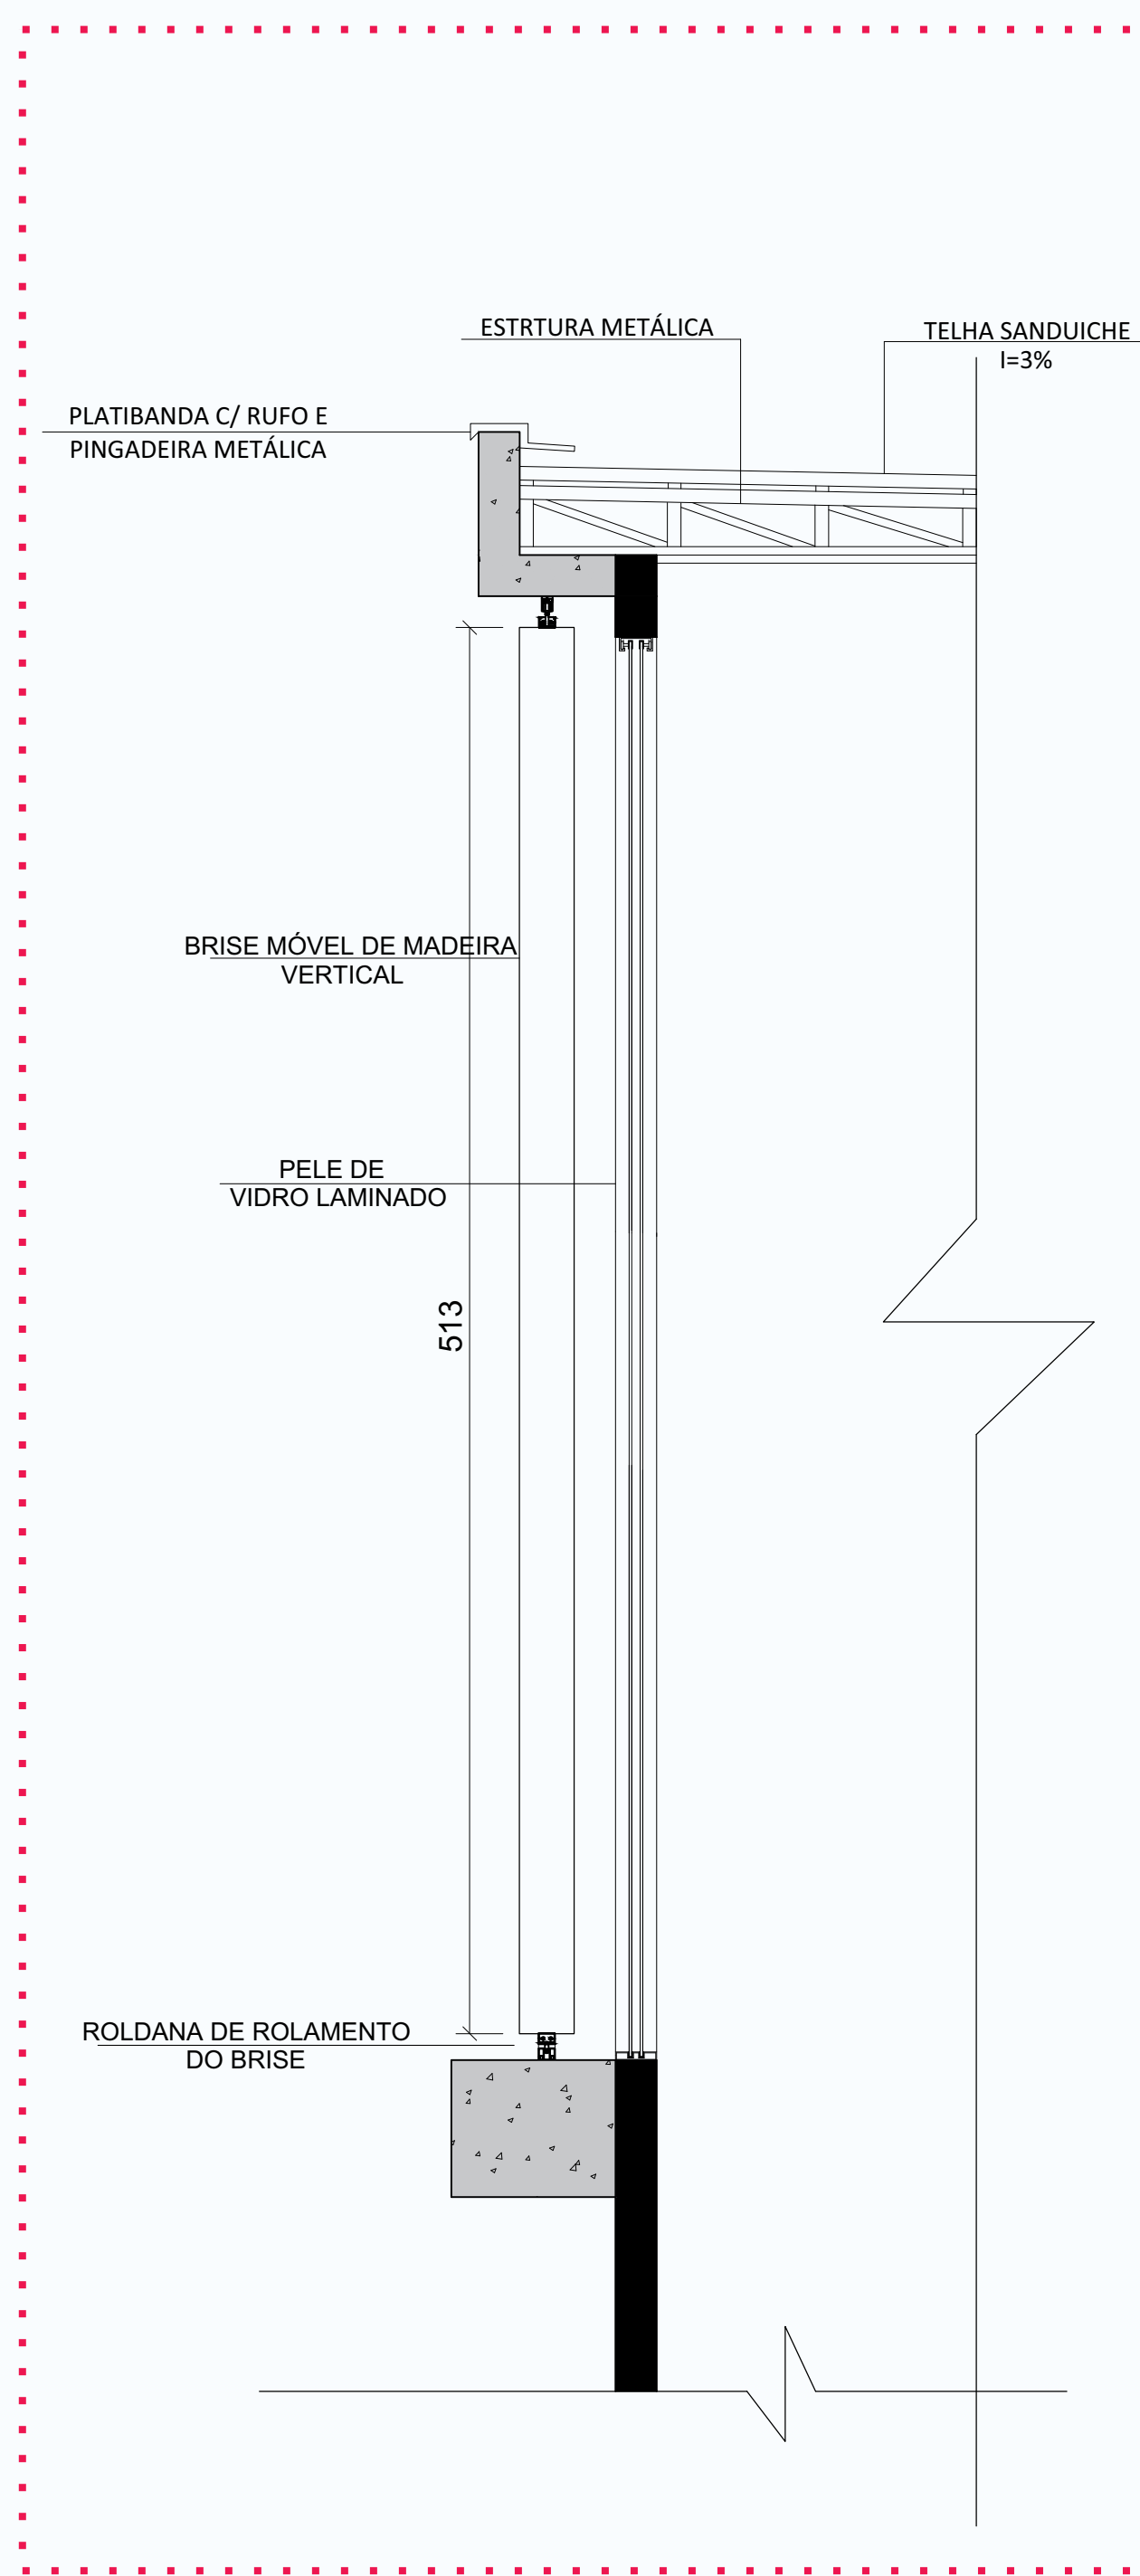 ESTRTURA METÁLICA
TELHA SANDUICHE
I=3%
PLATIBANDA C/ RUFO E
PINGADEIRA METÁLICA
BRISE MÓVEL DE MADEIRA
VERTICAL
PELE DE
VIDRO LAMINADO
513
ROLDANA DE ROLAMENTO
DO BRISE